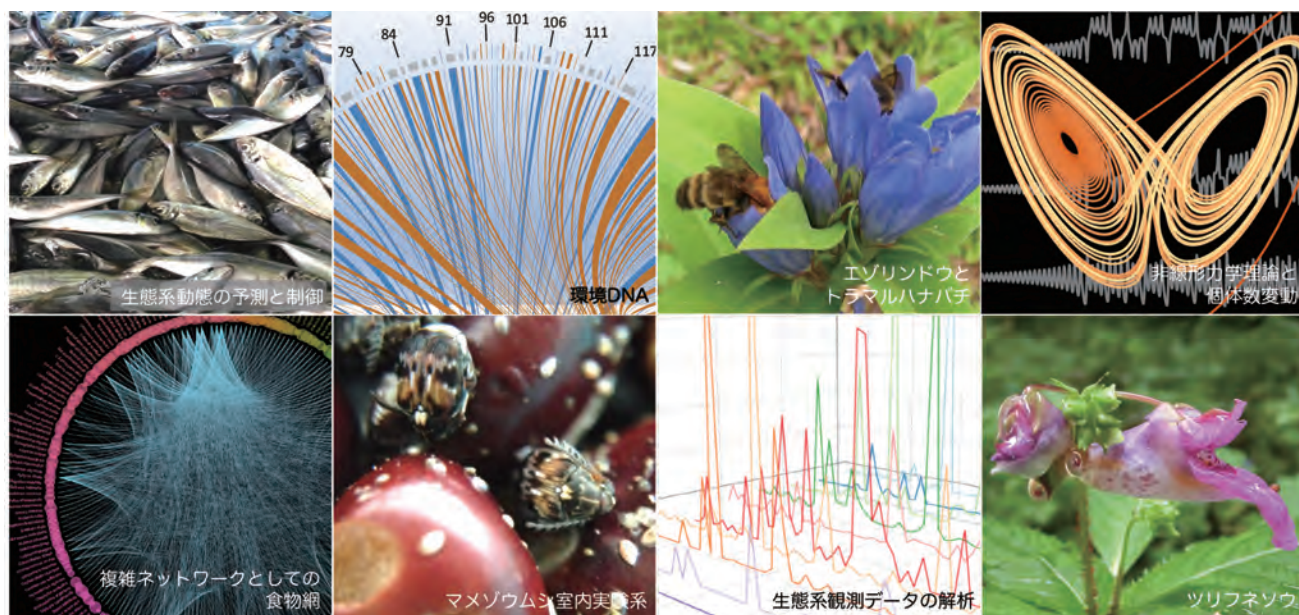 79
84
91
96
101
106
111
117
生態系動態の予測と制御
環境DNA
エゾリンドウと
トラマルハナバチ
非線形力学理論と
個体数変動
複雑ネットワークとしての
食物網
マメゾウムシ室内実験系
生態系観測データの解析
ツリフネソウ